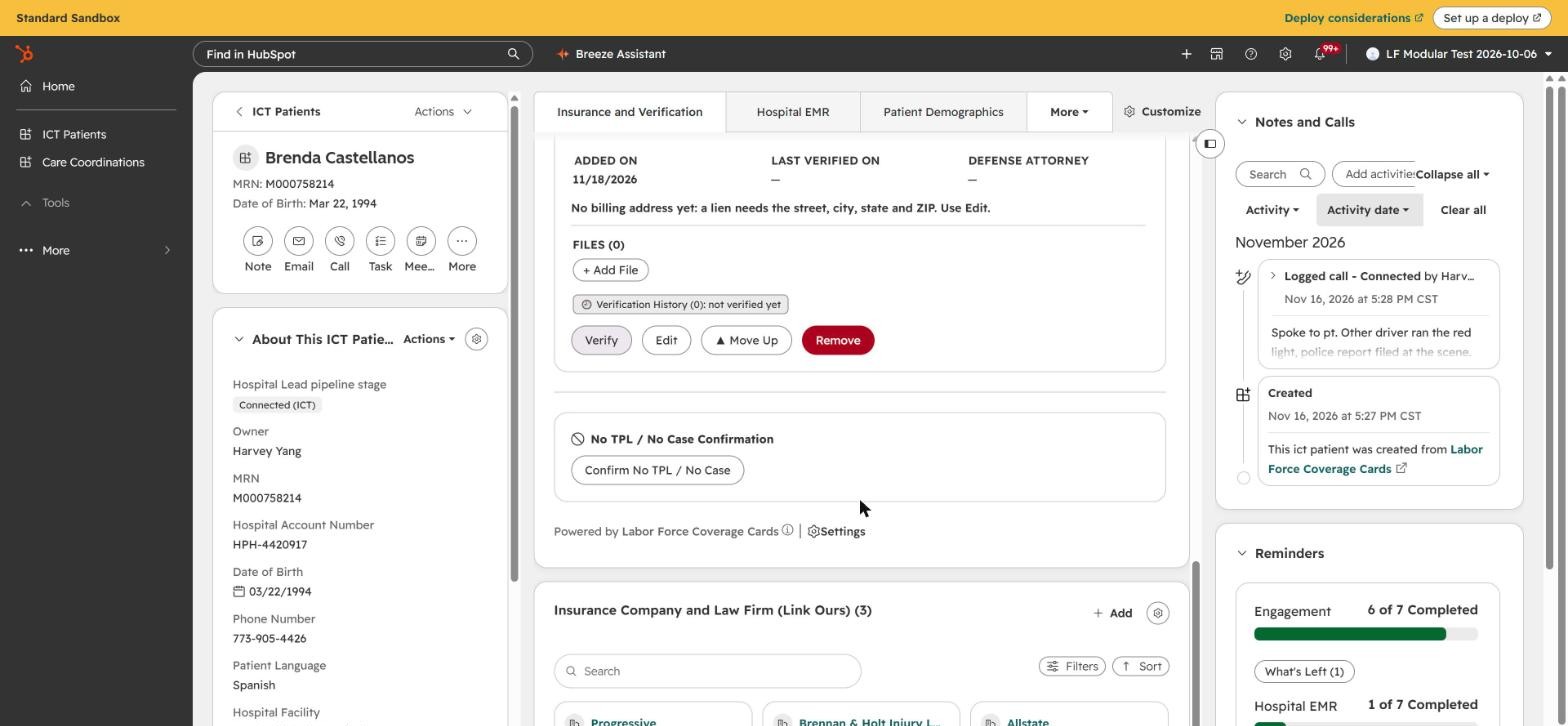 Standard Sandbox
Deploy considerations
Set up a deploy
Find in HubSpot
Breeze Assistant
99+
LF Modular Test 2026-10-06
Home
ICT Patients
Care Coordinations
Tools
More
ICT Patients
Actions
Brenda Castellanos
MRN: M000758214
Date of Birth: Mar 22, 1994
Note Email Call Task Mee... More
About This ICT Patie... Actions
Hospital Lead pipeline stage
Connected (ICT)
Owner
Harvey Yang
MRN
M000758214
Hospital Account Number
HPH-4420917
Date of Birth
03/22/1994
Phone Number
773-905-4426
Patient Language
Spanish
Hospital Facility
Insurance and Verification Hospital EMR Patient Demographics More Customize
ADDED ON LAST VERIFIED ON DEFENSE ATTORNEY
11/18/2026 — —
No billing address yet: a lien needs the street, city, state and ZIP. Use Edit.
FILES (0)
+ Add File
Verification History (0): not verified yet
Verify Edit ▲ Move Up Remove
No TPL / No Case Confirmation
Confirm No TPL / No Case
Powered by Labor Force Coverage Cards | Settings
Insurance Company and Law Firm (Link Ours) (3)
+ Add
Search
Filters Sort
Progressive Brennan & Holt Injury L... Allstate
Notes and Calls
Search Add activities Collapse all
Activity Activity date Clear all
November 2026
Logged call - Connected by Harv...
Nov 16, 2026 at 5:28 PM CST
Spoke to pt. Other driver ran the red
light, police report filed at the scene.
Created
Nov 16, 2026 at 5:27 PM CST
This ict patient was created from Labor
Force Coverage Cards
Reminders
Engagement 6 of 7 Completed
What's Left (1)
Hospital EMR 1 of 7 Completed